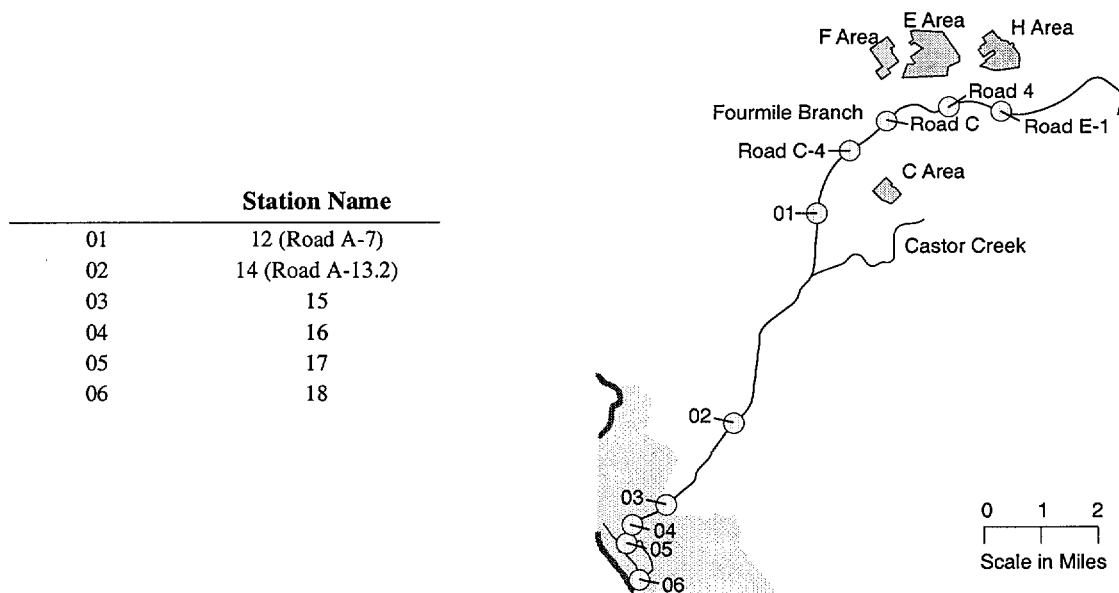 Station Name
01 12 (Road A-7)
02 14 (Road A-13.2)
03 15
04 16
05 17
06 18
E Area
F Area
H Area
Road 4
Fourmile Branch
Road C
Road E-1
Road C-4
C Area
01
Castor Creek
02
03
04
05
06
0 1 2
Scale in Miles